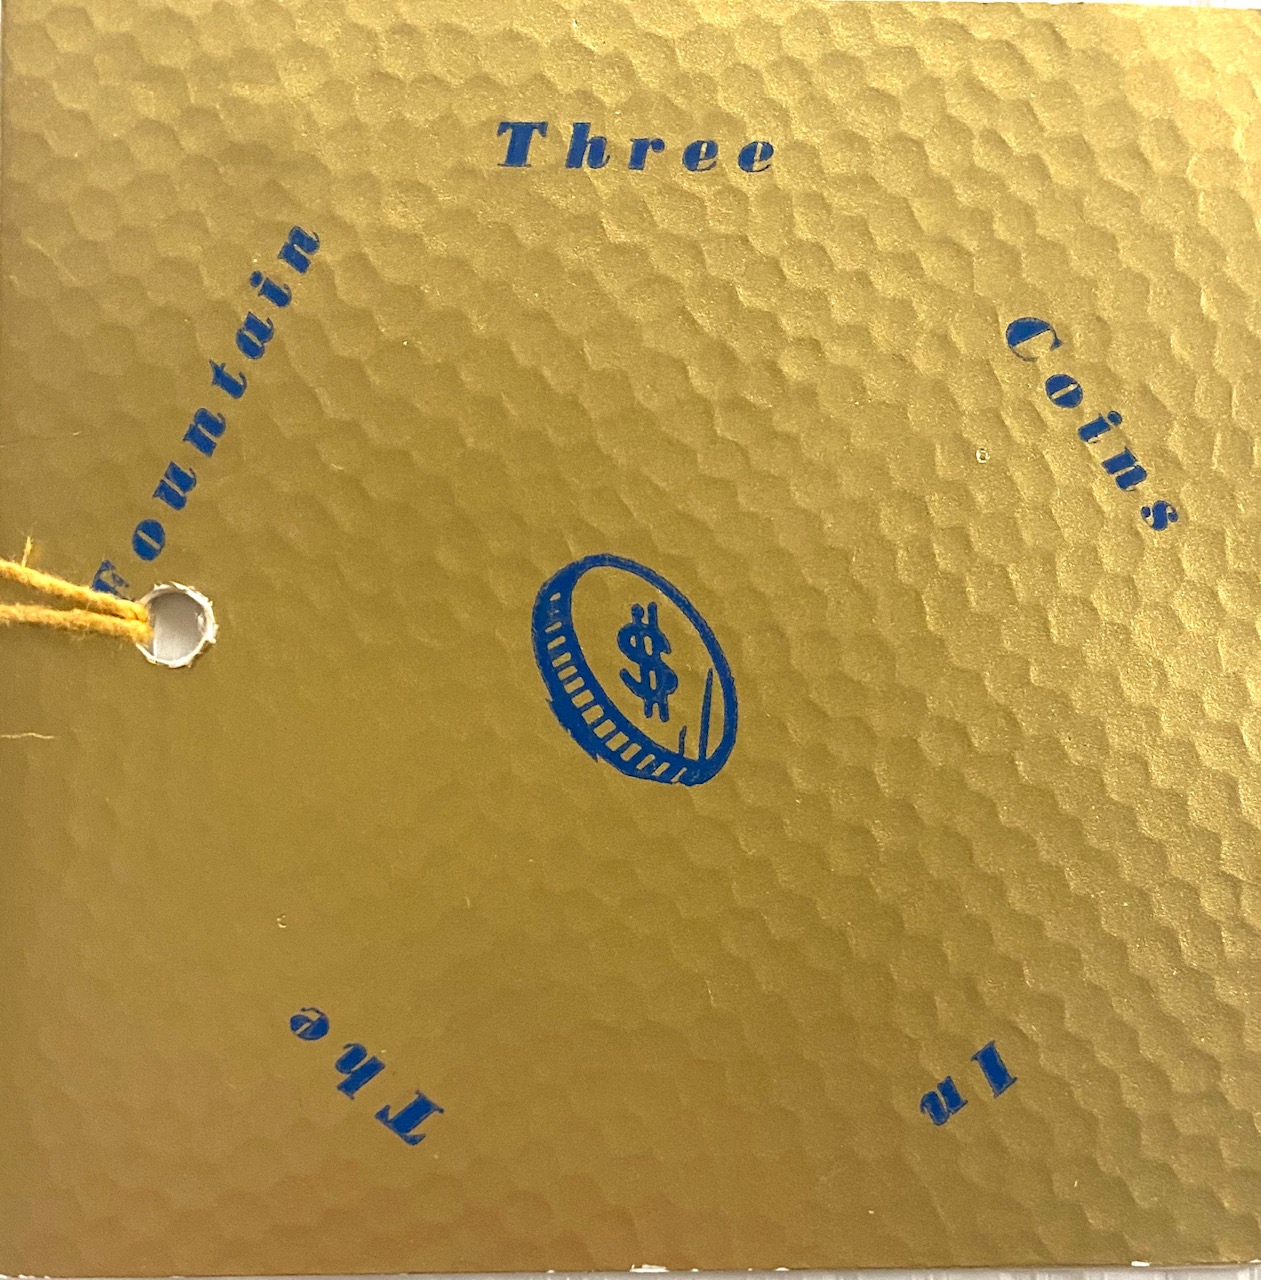 Three
Coins
In
The
Fountain
$